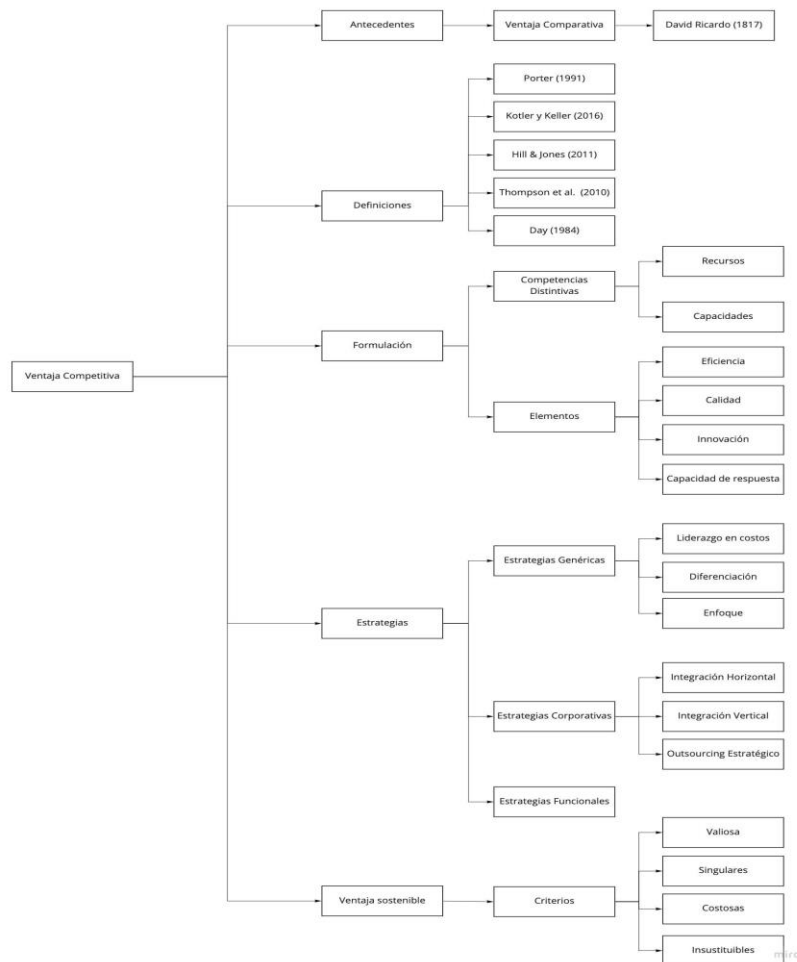 Antecedentes
Ventaja Comparativa
David Ricardo (1817)
Porter (1991)
Kotler y Keller (2016)
Hill & Jones (2011)
Thompson et al. (2010)
Definiciones
Day (1984)
Recursos
Competencias
Distintivas
Capacidades
Formulación
Eficiencia
Ventaja Competitiva
Calidad
Elementos
Innovación
Capacidad de respuesta
Liderazgo en costos
Estrategias Genéricas
Diferenciación
Enfoque
Estrategias
Integración Horizontal
Estrategias Corporativas
Integración Vertical
Outsourcing Estratégico
Estrategias Funcionales
Valiosa
Singulares
Ventaja sostenible
Criterios
Costosas
Insustituibles
miro